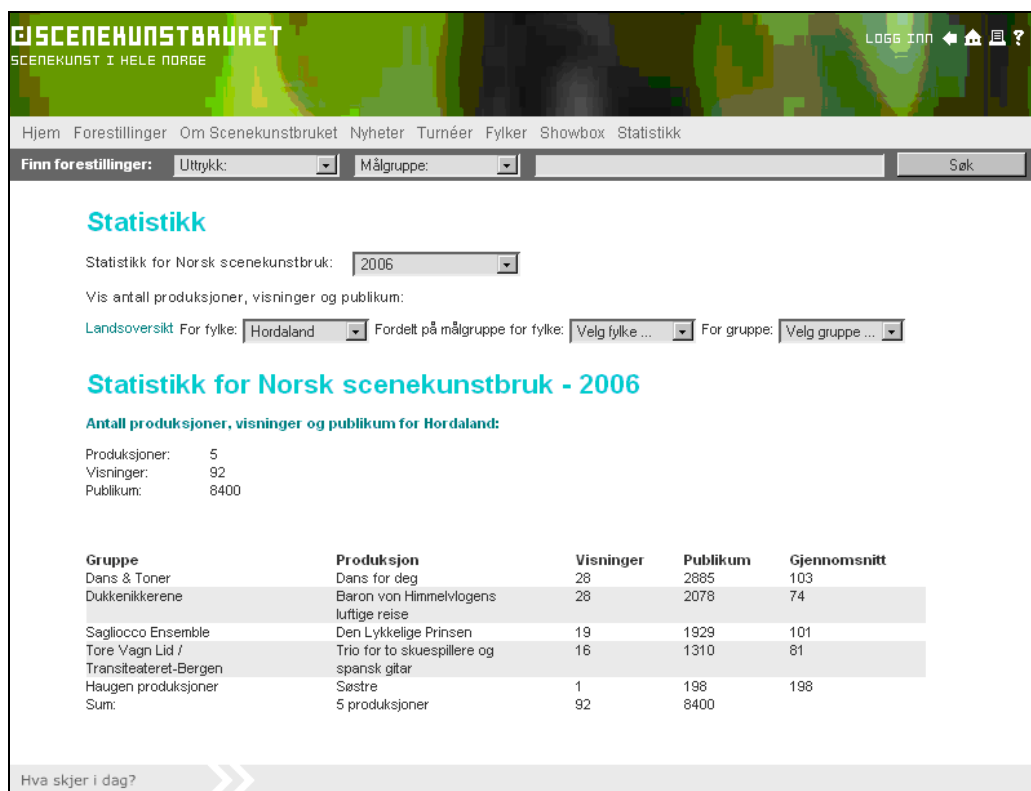 SCENEKUNSTBRUKET
SCENEKUNST I HELE NORGE
LOGG INN ?
Hjem Forestillinger Om Scenekunstbruket Nyheter Turnéer Fylker Showbox Statistikk
Finn forestillinger: Uttrykk: Målgruppe: Søk
Statistikk
Statistikk for Norsk scenekunstbruk: 2006
Vis antall produksjoner, visninger og publikum:
Landsoversikt For fylke: Hordaland Fordelt på målgruppe for fylke: Velg fylke ... For gruppe: Velg gruppe ...
Statistikk for Norsk scenekunstbruk - 2006
Antall produksjoner, visninger og publikum for Hordaland:
Produksjoner: 5
Visninger: 92
Publikum: 8400
Gruppe Produksjon Visninger Publikum Gjennomsnitt
Dans & Toner Dans for deg 28 2885 103
Dukkenikkerene Baron von Himmelvlogens 28 2078 74
luftige reise
Sagliocco Ensemble Den Lykkelige Prinsen 19 1929 101
Tore Vagn Lid / Trio for to skuespillere og 16 1310 81
Transiteateret-Bergen spansk gitar
Haugen produksjoner Søstre 1 198 198
Sum: 5 produksjoner 92 8400
Hva skjer i dag?